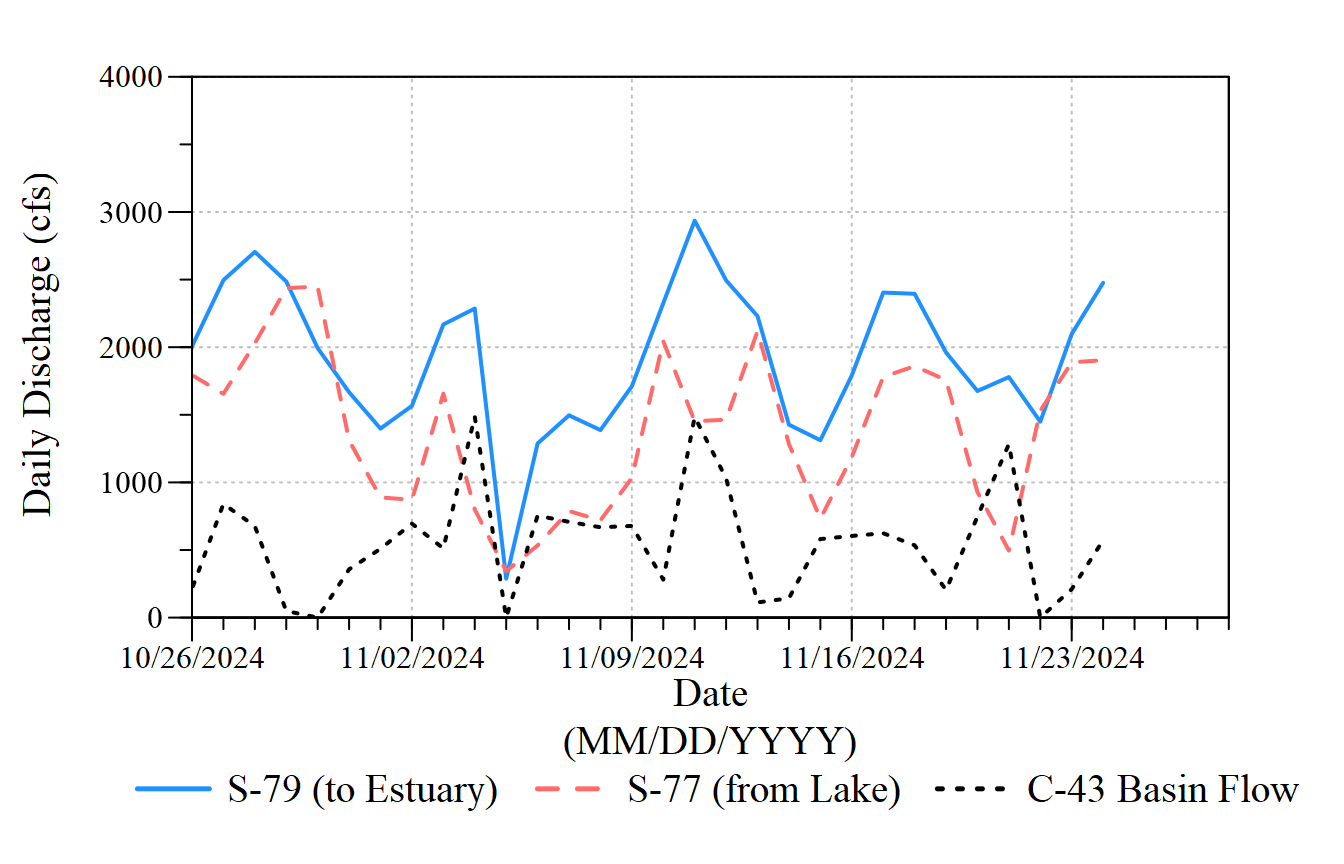 4000
3000
2000
1000
0
Daily Discharge (cfs)
10/26/2024 11/02/2024 11/09/2024 11/16/2024 11/23/2024
Date
(MM/DD/YYYY)
S-79 (to Estuary) S-77 (from Lake) C-43 Basin Flow